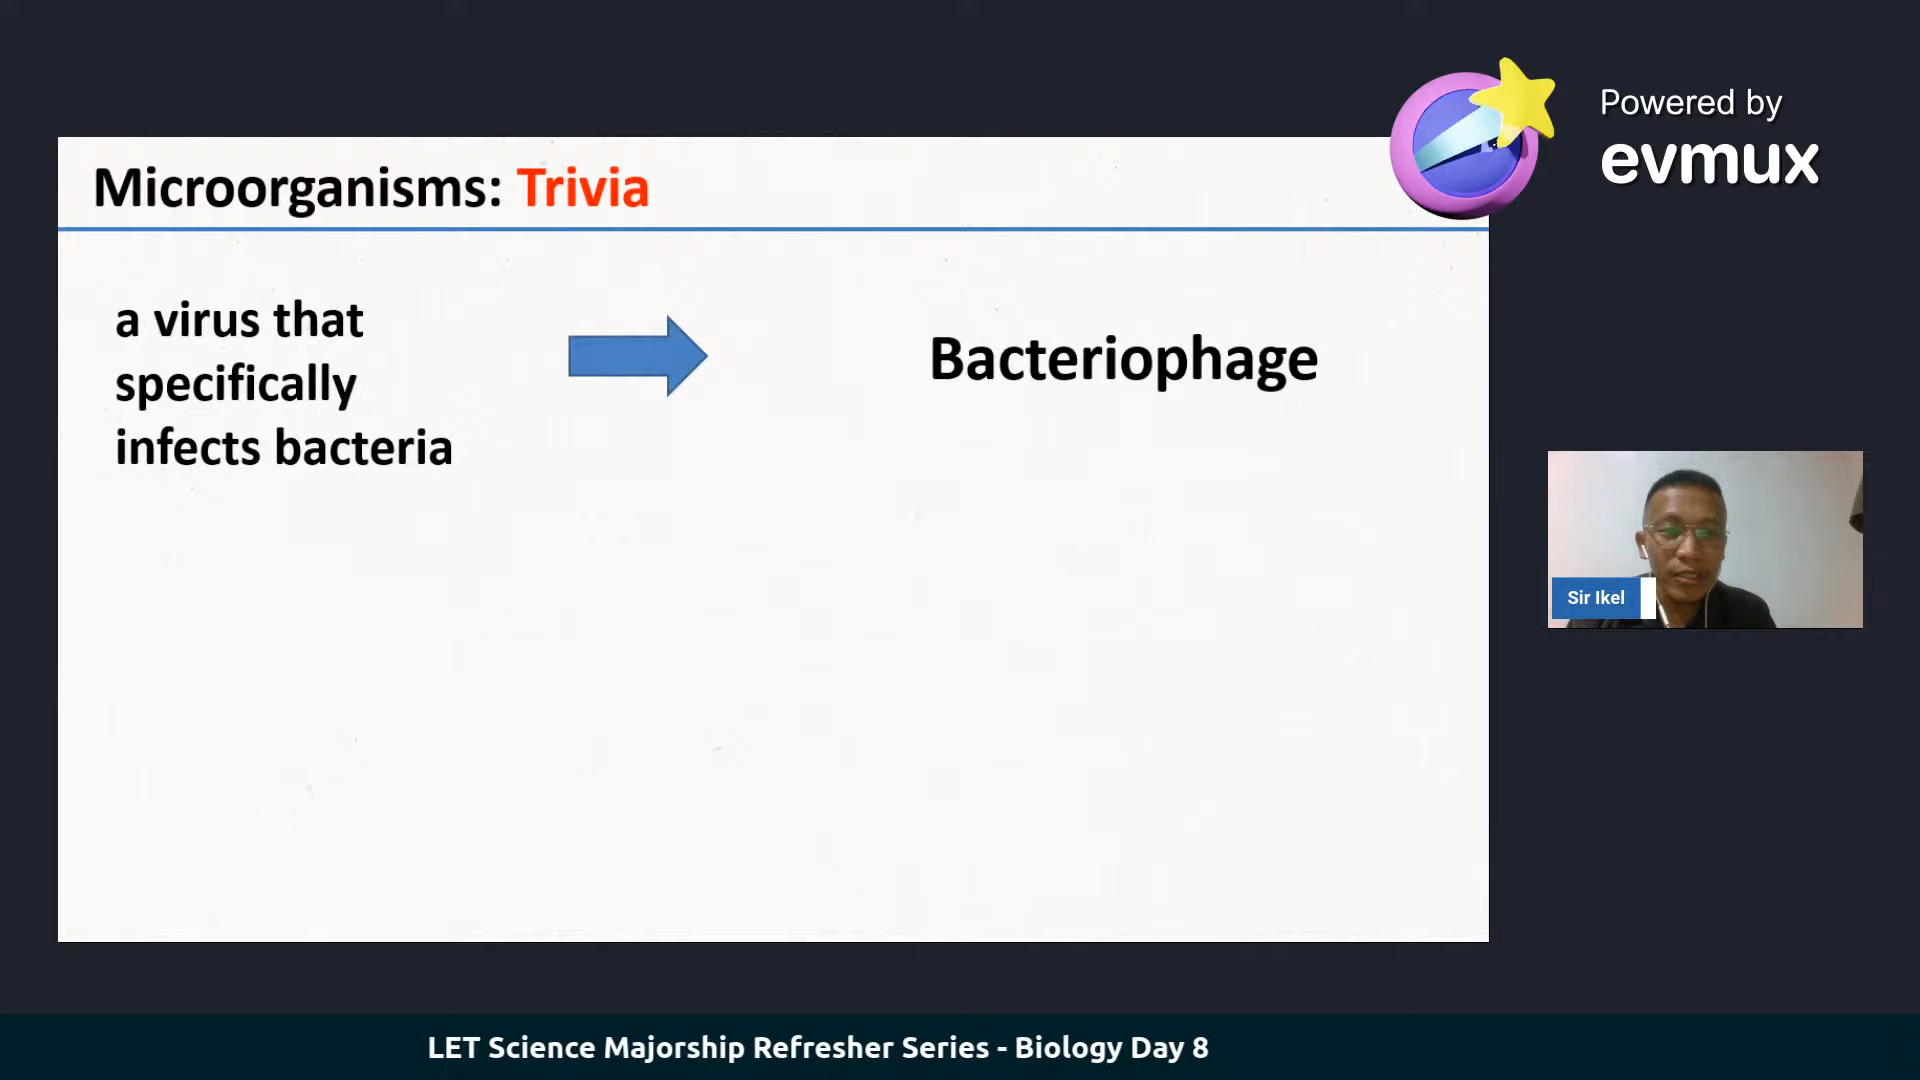 Powered by
evmux
Microorganisms: Trivia
a virus that
specifically
infects bacteria
Bacteriophage
Sir Ikel
LET Science Majorship Refresher Series - Biology Day 8